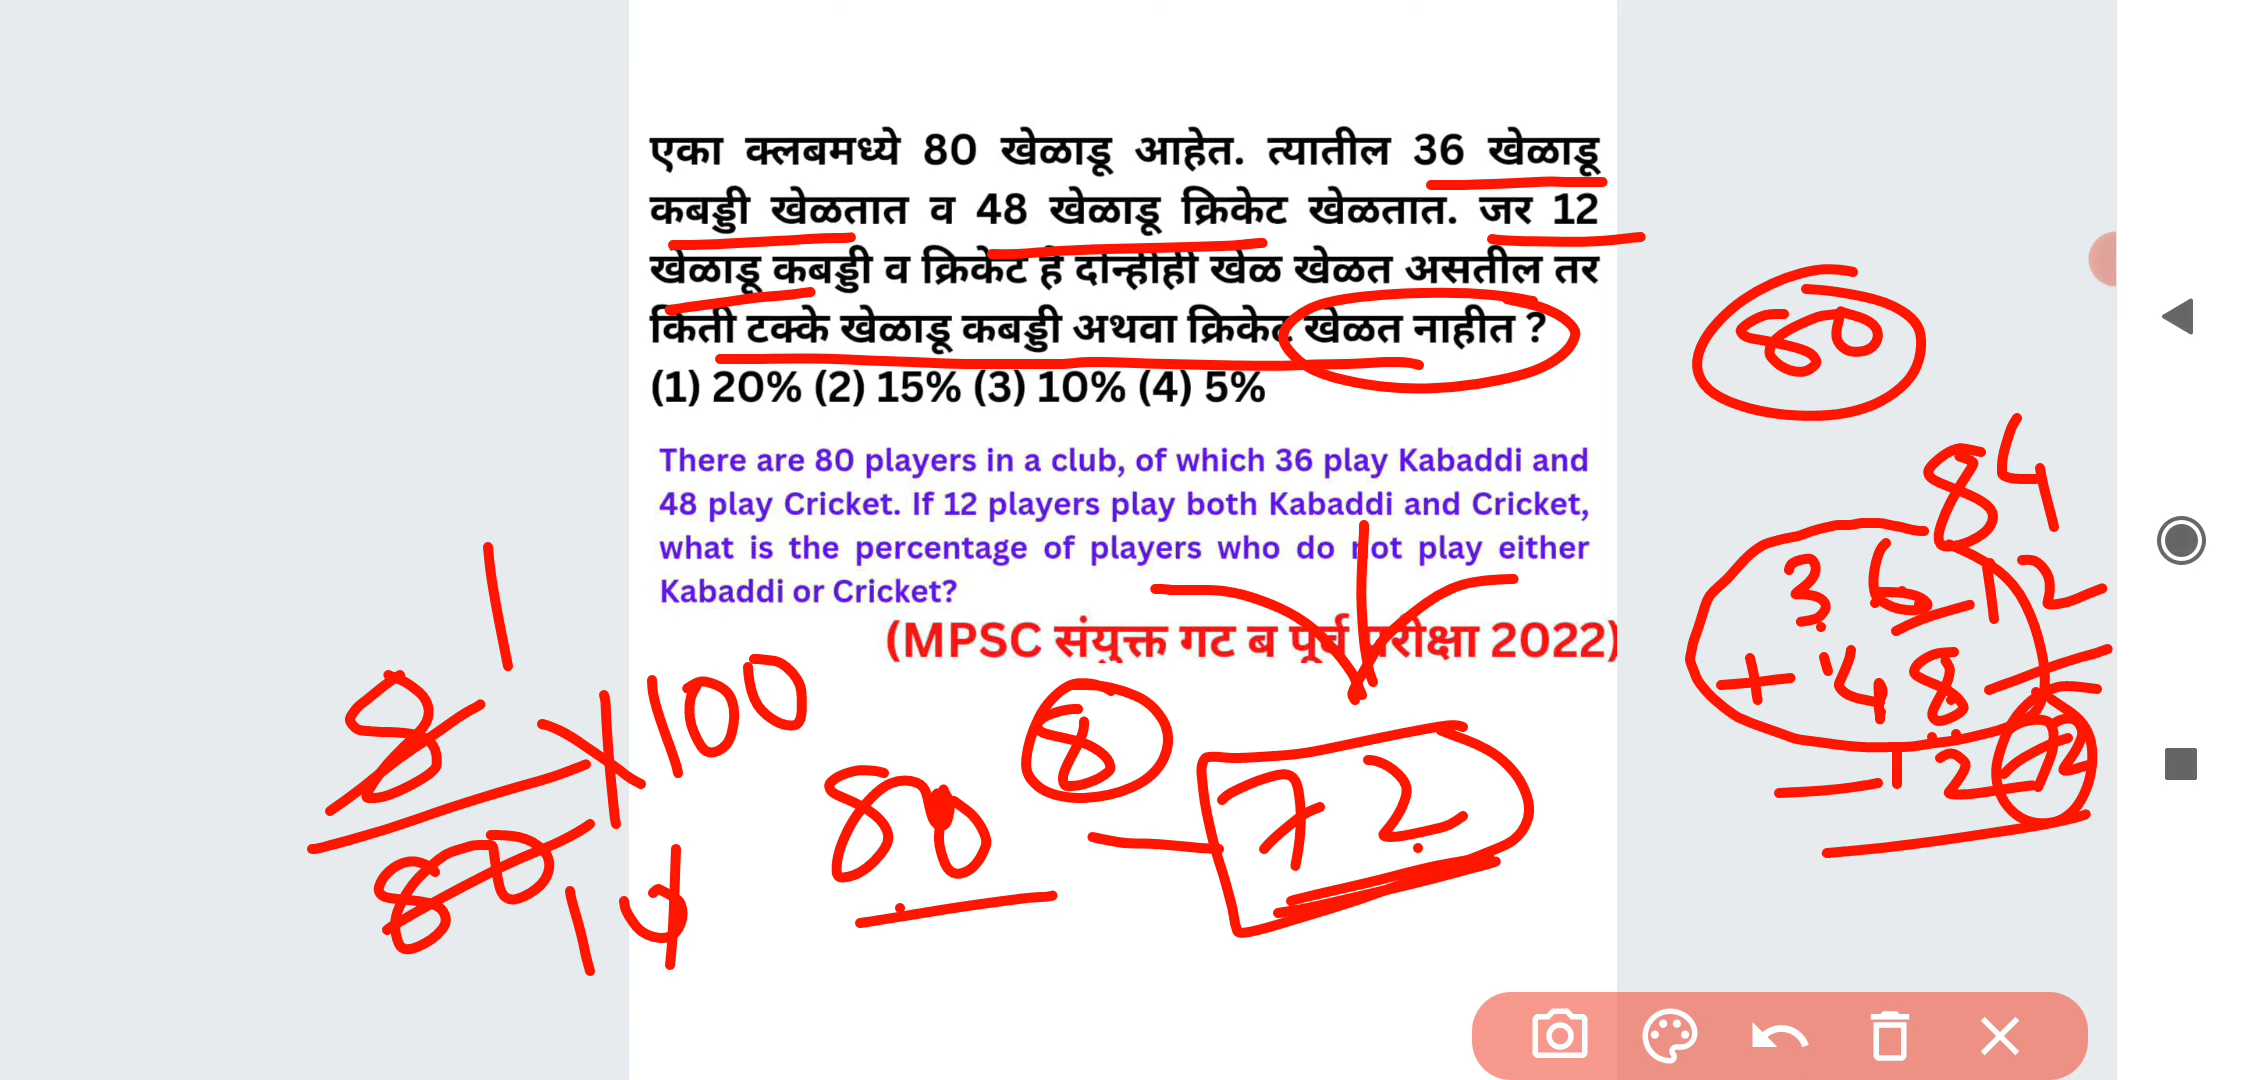 एका क्लबमध्ये 80 खेळाडू आहेत. त्यातील 36 खेळाडू
कबड्डी खेळतात व 48 खेळाडू क्रिकेट खेळतात. जर 12
खेळाडू कबड्डी व क्रिकेट हे दोन्हीही खेळ खेळत असतील तर
किती टक्के खेळाडू कबड्डी अथवा क्रिकेट खेळत नाहीत ?
(1) 20% (2) 15% (3) 10% (4) 5%
There are 80 players in a club, of which 36 play Kabaddi and
48 play Cricket. If 12 players play both Kabaddi and Cricket,
what is the percentage of players who do not play either
Kabaddi or Cricket?
(MPSC संयुक्त गट ब पूर्व परीक्षा 2022)
80
84
36 12
+ 48
12 72
8 1
80 10
x100
80
8
72